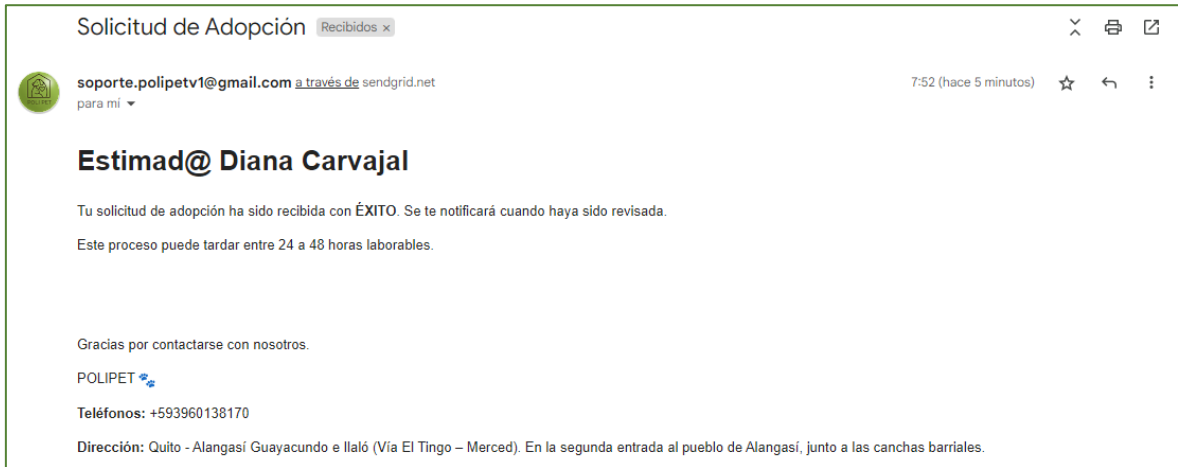 Solicitud de Adopción Recibidos ×
soporte.polipetv1@gmail.com a través de sendgrid.net 7:52 (hace 5 minutos)
para mí
POLI PET
Estimad@ Diana Carvajal
Tu solicitud de adopción ha sido recibida con ÉXITO. Se te notificará cuando haya sido revisada.
Este proceso puede tardar entre 24 a 48 horas laborables.
Gracias por contactarse con nosotros.
POLIPET 🐾
Teléfonos: +593960138170
Dirección: Quito - Alangasí Guayacundo e Ilaló (Vía El Tingo – Merced). En la segunda entrada al pueblo de Alangasí, junto a las canchas barriales.